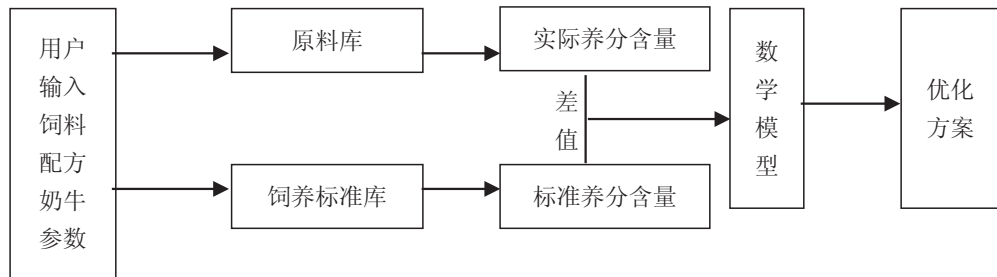 用户
输入
饲料
配方
奶牛
参数
原料库
饲养标准库
实际养分含量
差
值
标准养分含量
数
学
模
型
优化
方案